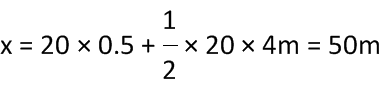 x = 20 × 0.5 + 1/2 × 20 × 4m = 50m